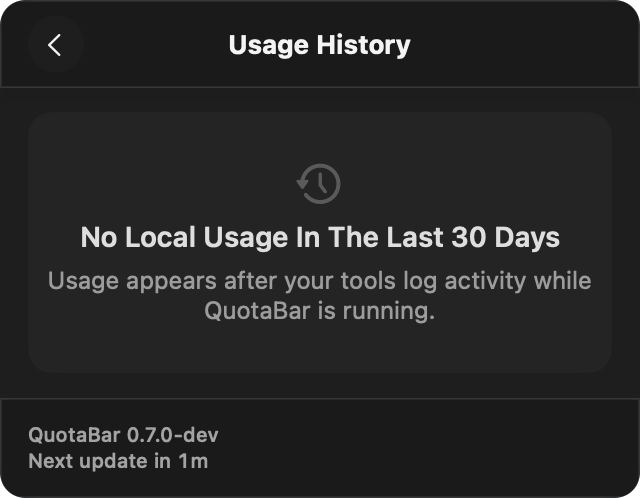 Usage History
No Local Usage In The Last 30 Days
Usage appears after your tools log activity while
QuotaBar is running.
QuotaBar 0.7.0-dev
Next update in 1m